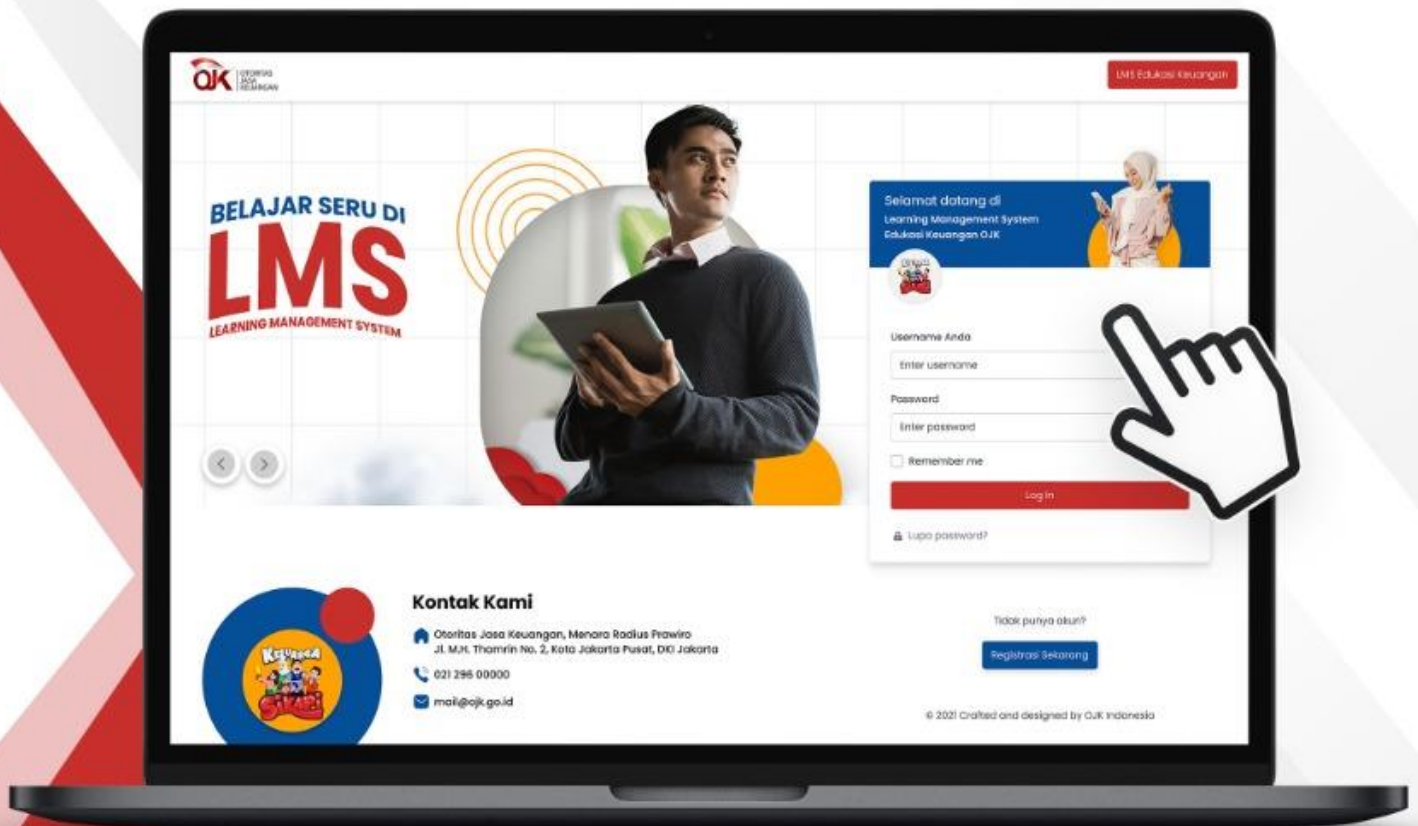 OJK
OTORITAS
JASA
KEUANGAN
LMS Edukasi Keuangan
BELAJAR SERU DI
LMS
LEARNING MANAGEMENT SYSTEM
Selamat datang di
Learning Management System
Edukasi Keuangan OJK
Username Anda
Enter username
Password
Enter password
Remember me
Log In
Lupa password?
KELUARGA
SIKAPI
Kontak Kami
Otoritas Jasa Keuangan, Menara Radius Prawiro
Jl. M.H. Thamrin No. 2, Kota Jakarta Pusat, DKI Jakarta
021 296 00000
mail@ojk.go.id
Tidak punya akun?
Registrasi Sekarang
© 2021 Crafted and designed by OJK Indonesia